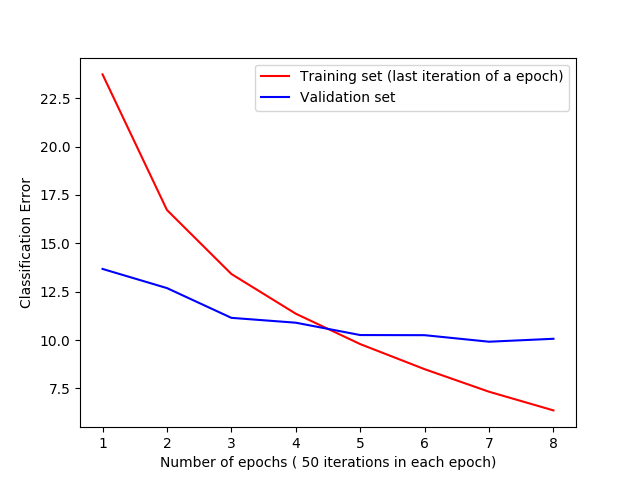 Training set (last iteration of a epoch)
Validation set
22.5
20.0
17.5
15.0
12.5
10.0
7.5
Classification Error
1 2 3 4 5 6 7 8
Number of epochs ( 50 iterations in each epoch)